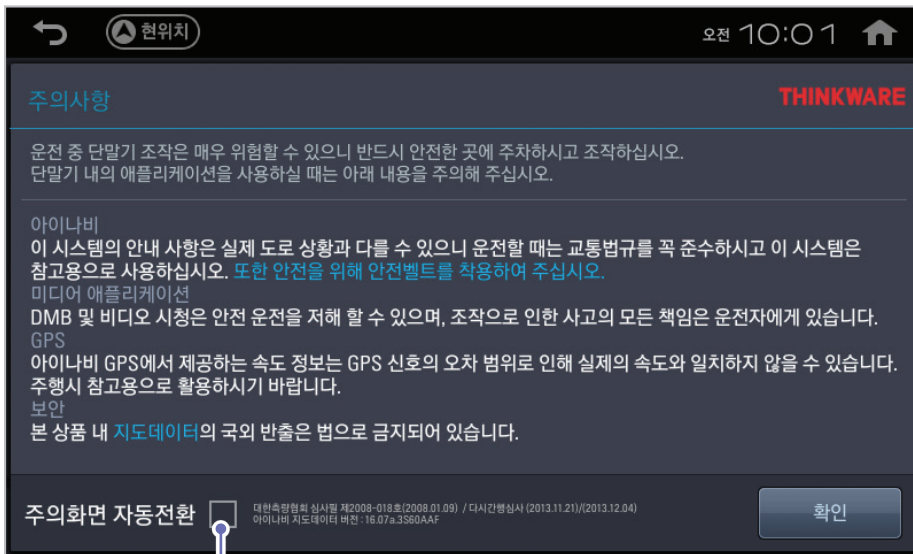 현위치
오전 10:01
주의사항
THINKWARE
운전 중 단말기 조작은 매우 위험할 수 있으니 반드시 안전한 곳에 주차하시고 조작하십시오.
단말기 내의 애플리케이션을 사용하실 때는 아래 내용을 주의해 주십시오.
아이나비
이 시스템의 안내 사항은 실제 도로 상황과 다를 수 있으니 운전할 때는 교통법규를 꼭 준수하시고 이 시스템은
참고용으로 사용하십시오. 또한 안전을 위해 안전벨트를 착용하여 주십시오.
미디어 애플리케이션
DMB 및 비디오 시청은 안전 운전을 저해 할 수 있으며, 조작으로 인한 사고의 모든 책임은 운전자에게 있습니다.
GPS
아이나비 GPS에서 제공하는 속도 정보는 GPS 신호의 오차 범위로 인해 실제의 속도와 일치하지 않을 수 있습니다.
주행시 참고용으로 활용하시기 바랍니다.
보안
본 상품 내 지도데이터의 국외 반출은 법으로 금지되어 있습니다.
주의화면 자동전환
대한측량협회 심사필 제2008-018호(2008.01.09) / 다시간행심사 (2013.11.21)/(2013.12.04)
아이나비 지도데이터 버전 : 16.07a.3S60AAF
확인